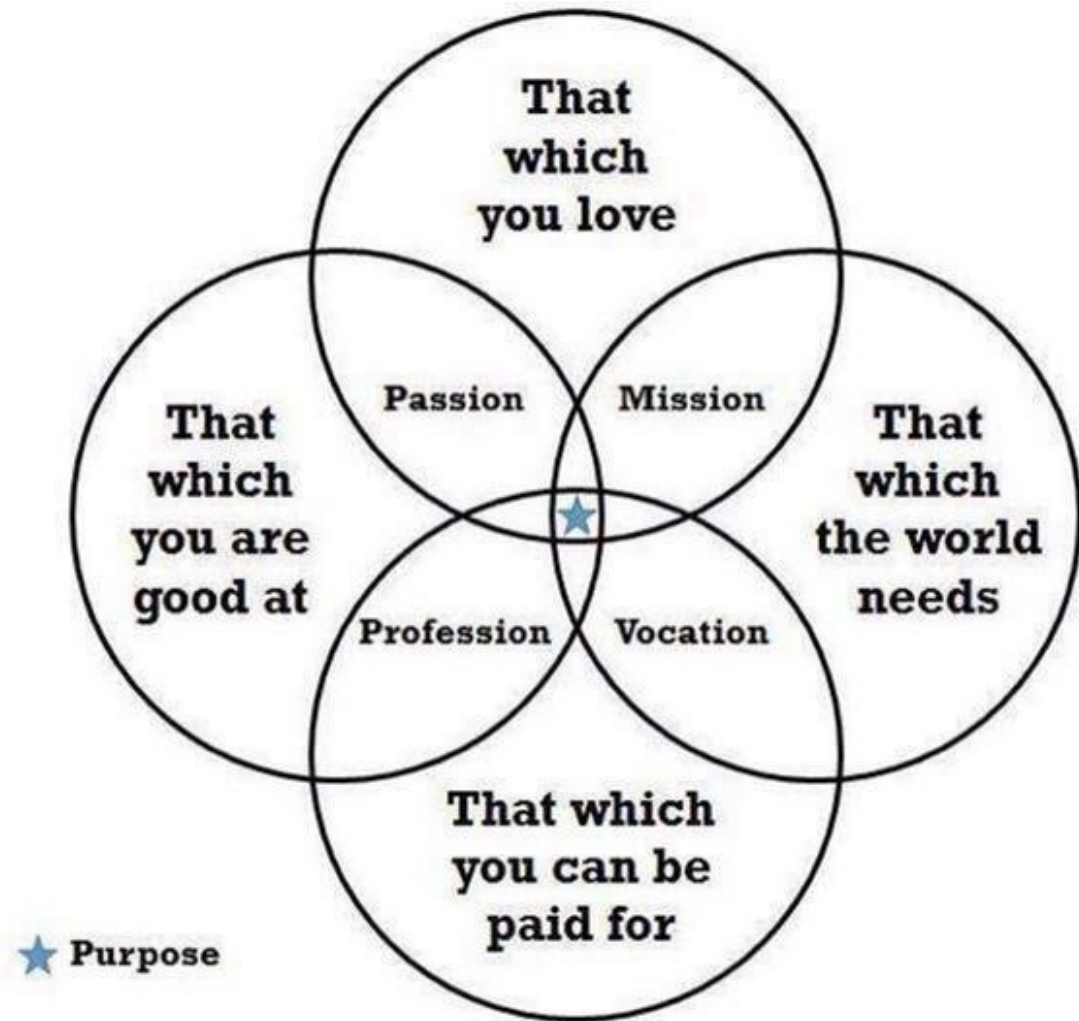 That
which
you love
Passion
Mission
That
which
you are
good at
That
which
the world
needs
Profession
Vocation
That which
you can be
paid for
Purpose